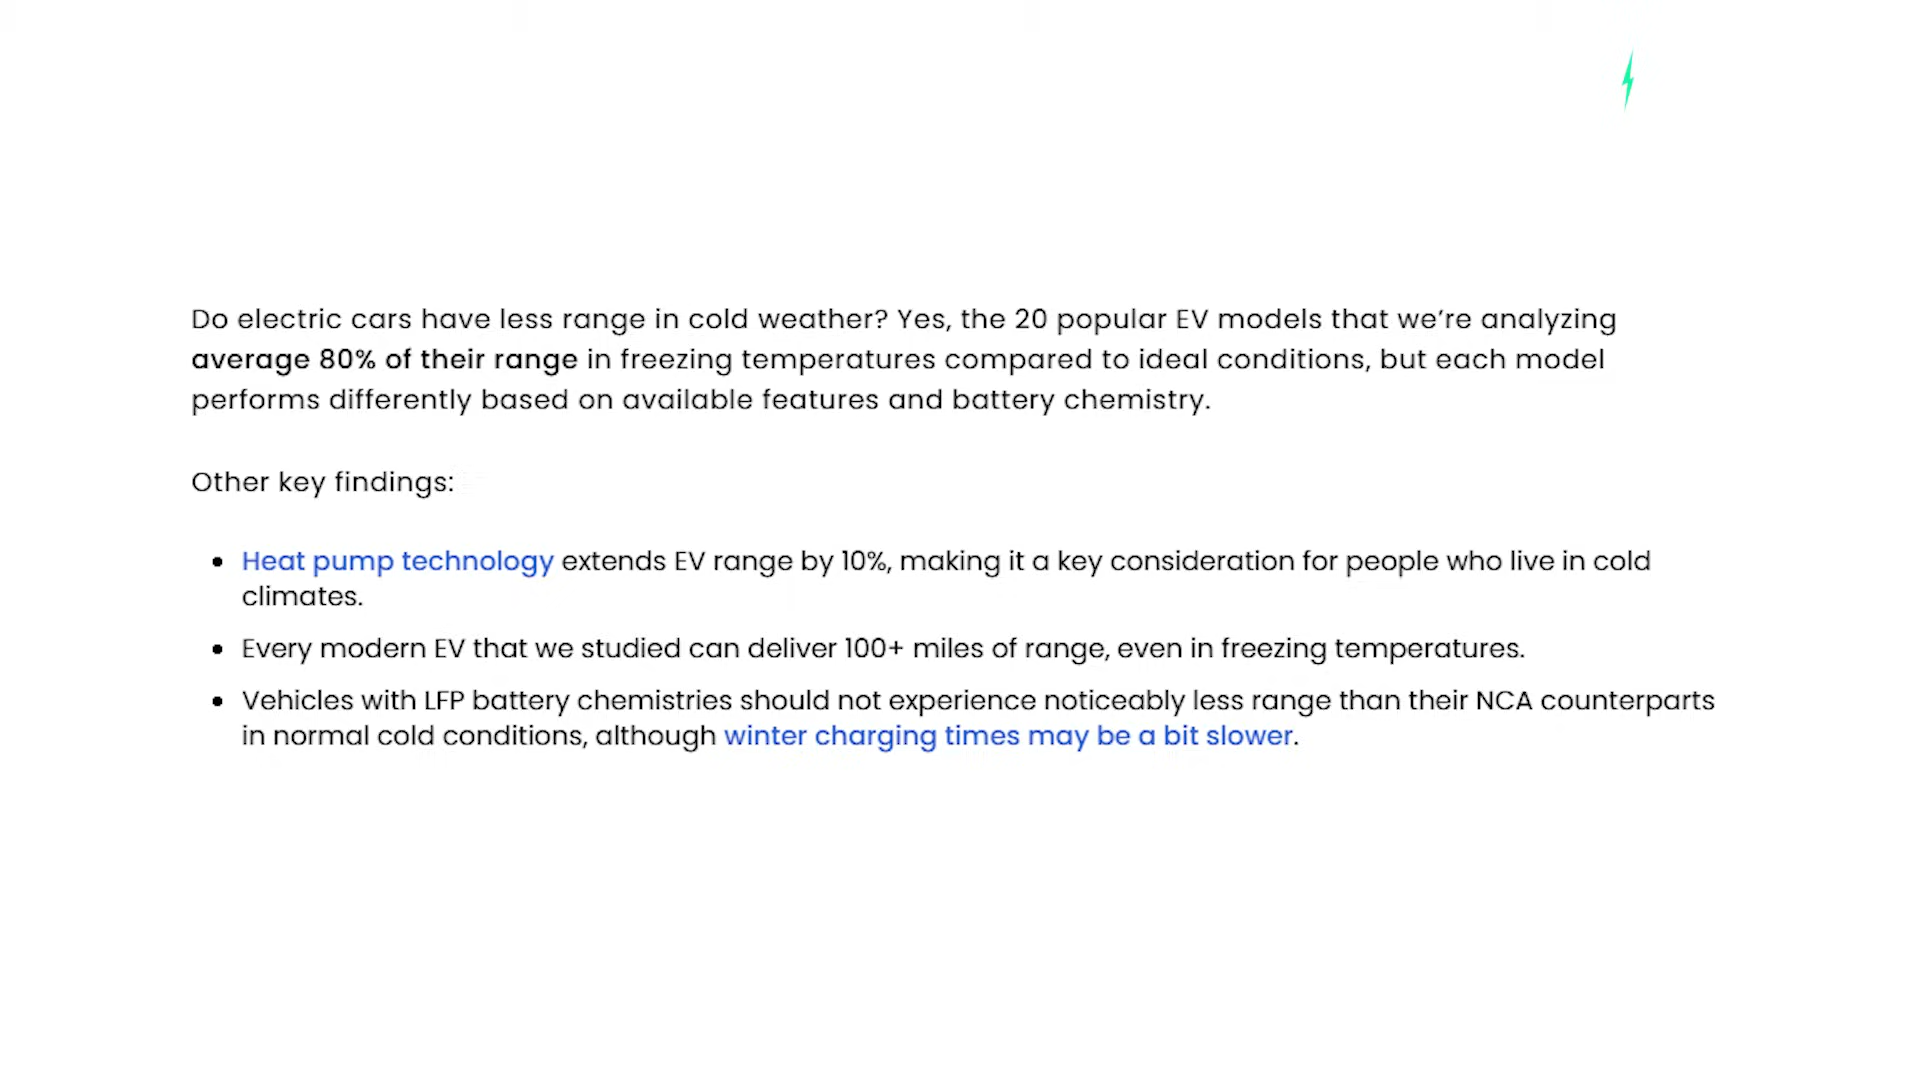 Do electric cars have less range in cold weather? Yes, the 20 popular EV models that we’re analyzing
average 80% of their range in freezing temperatures compared to ideal conditions, but each model
performs differently based on available features and battery chemistry.
Other key findings:
• Heat pump technology extends EV range by 10%, making it a key consideration for people who live in cold
climates.
• Every modern EV that we studied can deliver 100+ miles of range, even in freezing temperatures.
• Vehicles with LFP battery chemistries should not experience noticeably less range than their NCA counterparts
in normal cold conditions, although winter charging times may be a bit slower.